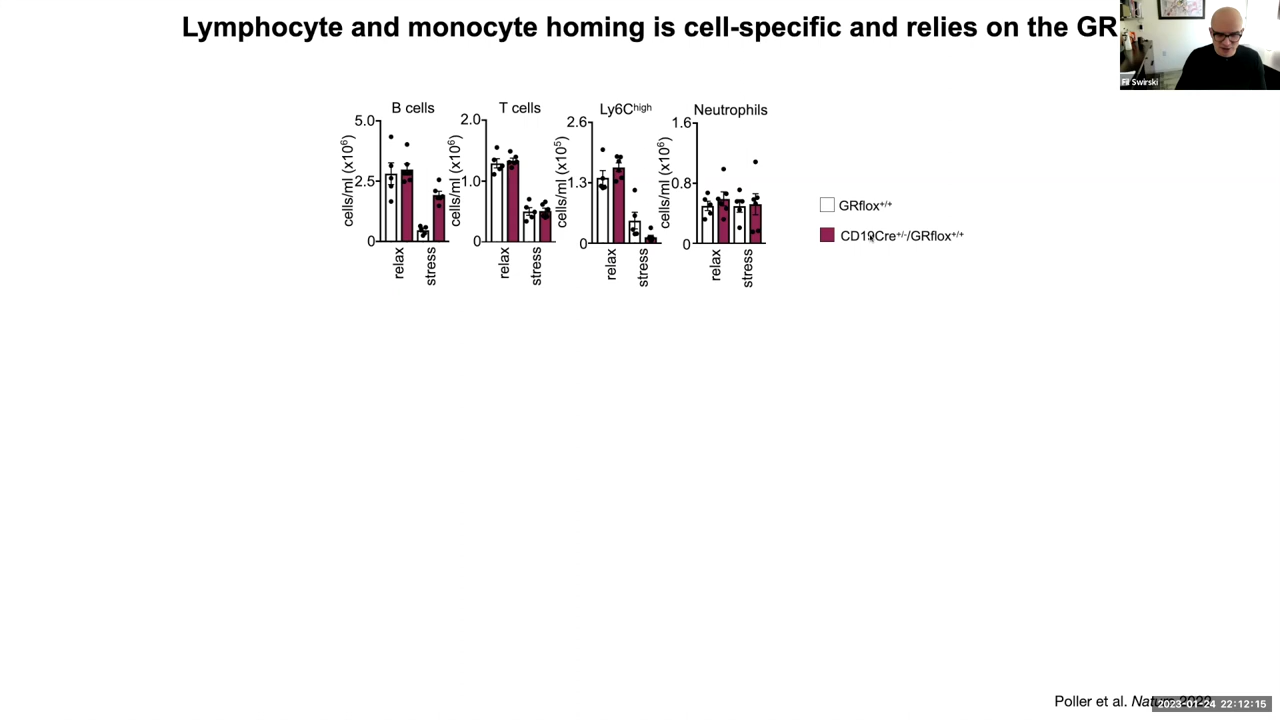 Lymphocyte and monocyte homing is cell-specific and relies on the GR
Fil Swirski
B cells
T cells
Ly6Chigh
Neutrophils
cells/ml (x10⁶)
5.0
2.5
0
relax
stress
cells/ml (x10⁶)
2.0
1.0
0
relax
stress
cells/ml (x10⁵)
2.6
1.3
0
relax
stress
cells/ml (x10⁶)
1.6
0.8
0
relax
stress
GRflox+/+
CD19Cre+/-/GRflox+/+
Poller et al. Nature 2022
2023-01-24 22:12:15